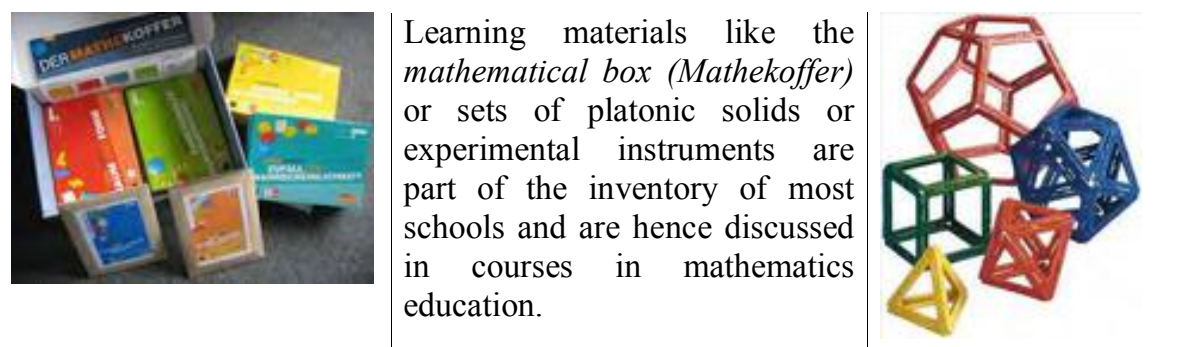 DER MATHEKOFFER
Learning materials like the
mathematical box (Mathekoffer)
or sets of platonic solids or
experimental instruments are
part of the inventory of most
schools and are hence discussed
in courses in mathematics
education.